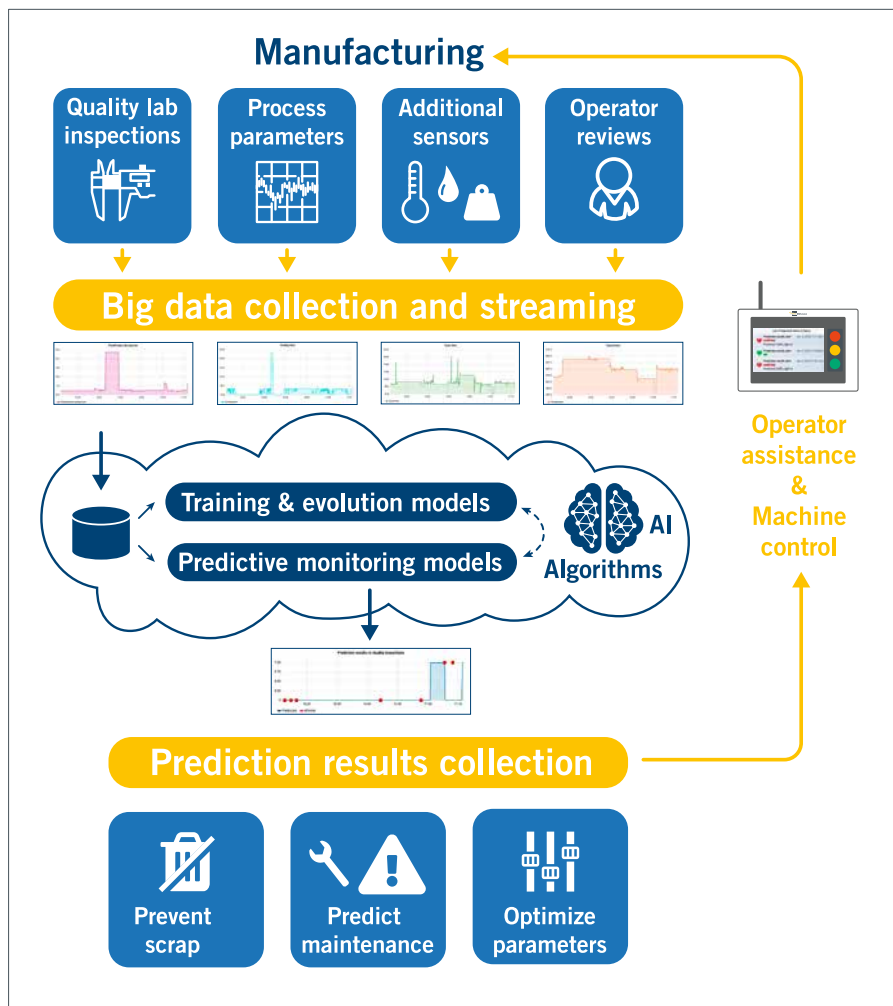 Manufacturing
Quality lab
inspections
Process
parameters
Additional
sensors
Operator
reviews
Big data collection and streaming
Training & evolution models
Predictive monitoring models
AI
Algorithms
Operator
assistance
&
Machine
control
Prediction results collection
Prevent
scrap
Predict
maintenance
Optimize
parameters